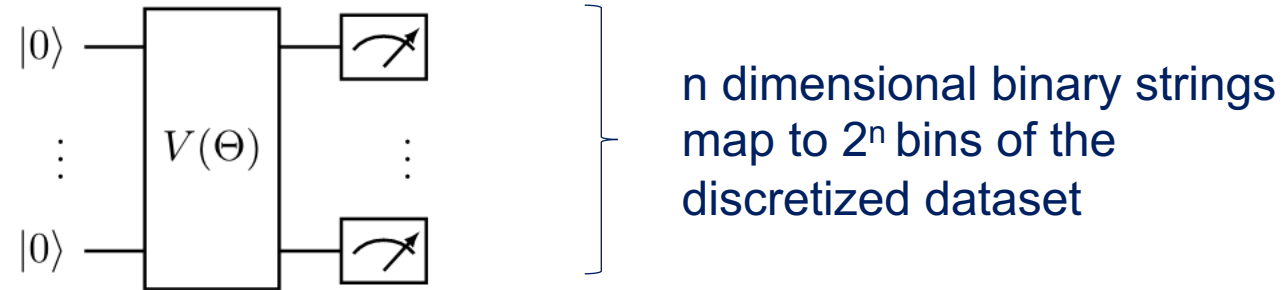 |0⟩
n dimensional binary strings
map to 2ⁿ bins of the
discretized dataset
⋮ V(Θ) ⋮
|0⟩